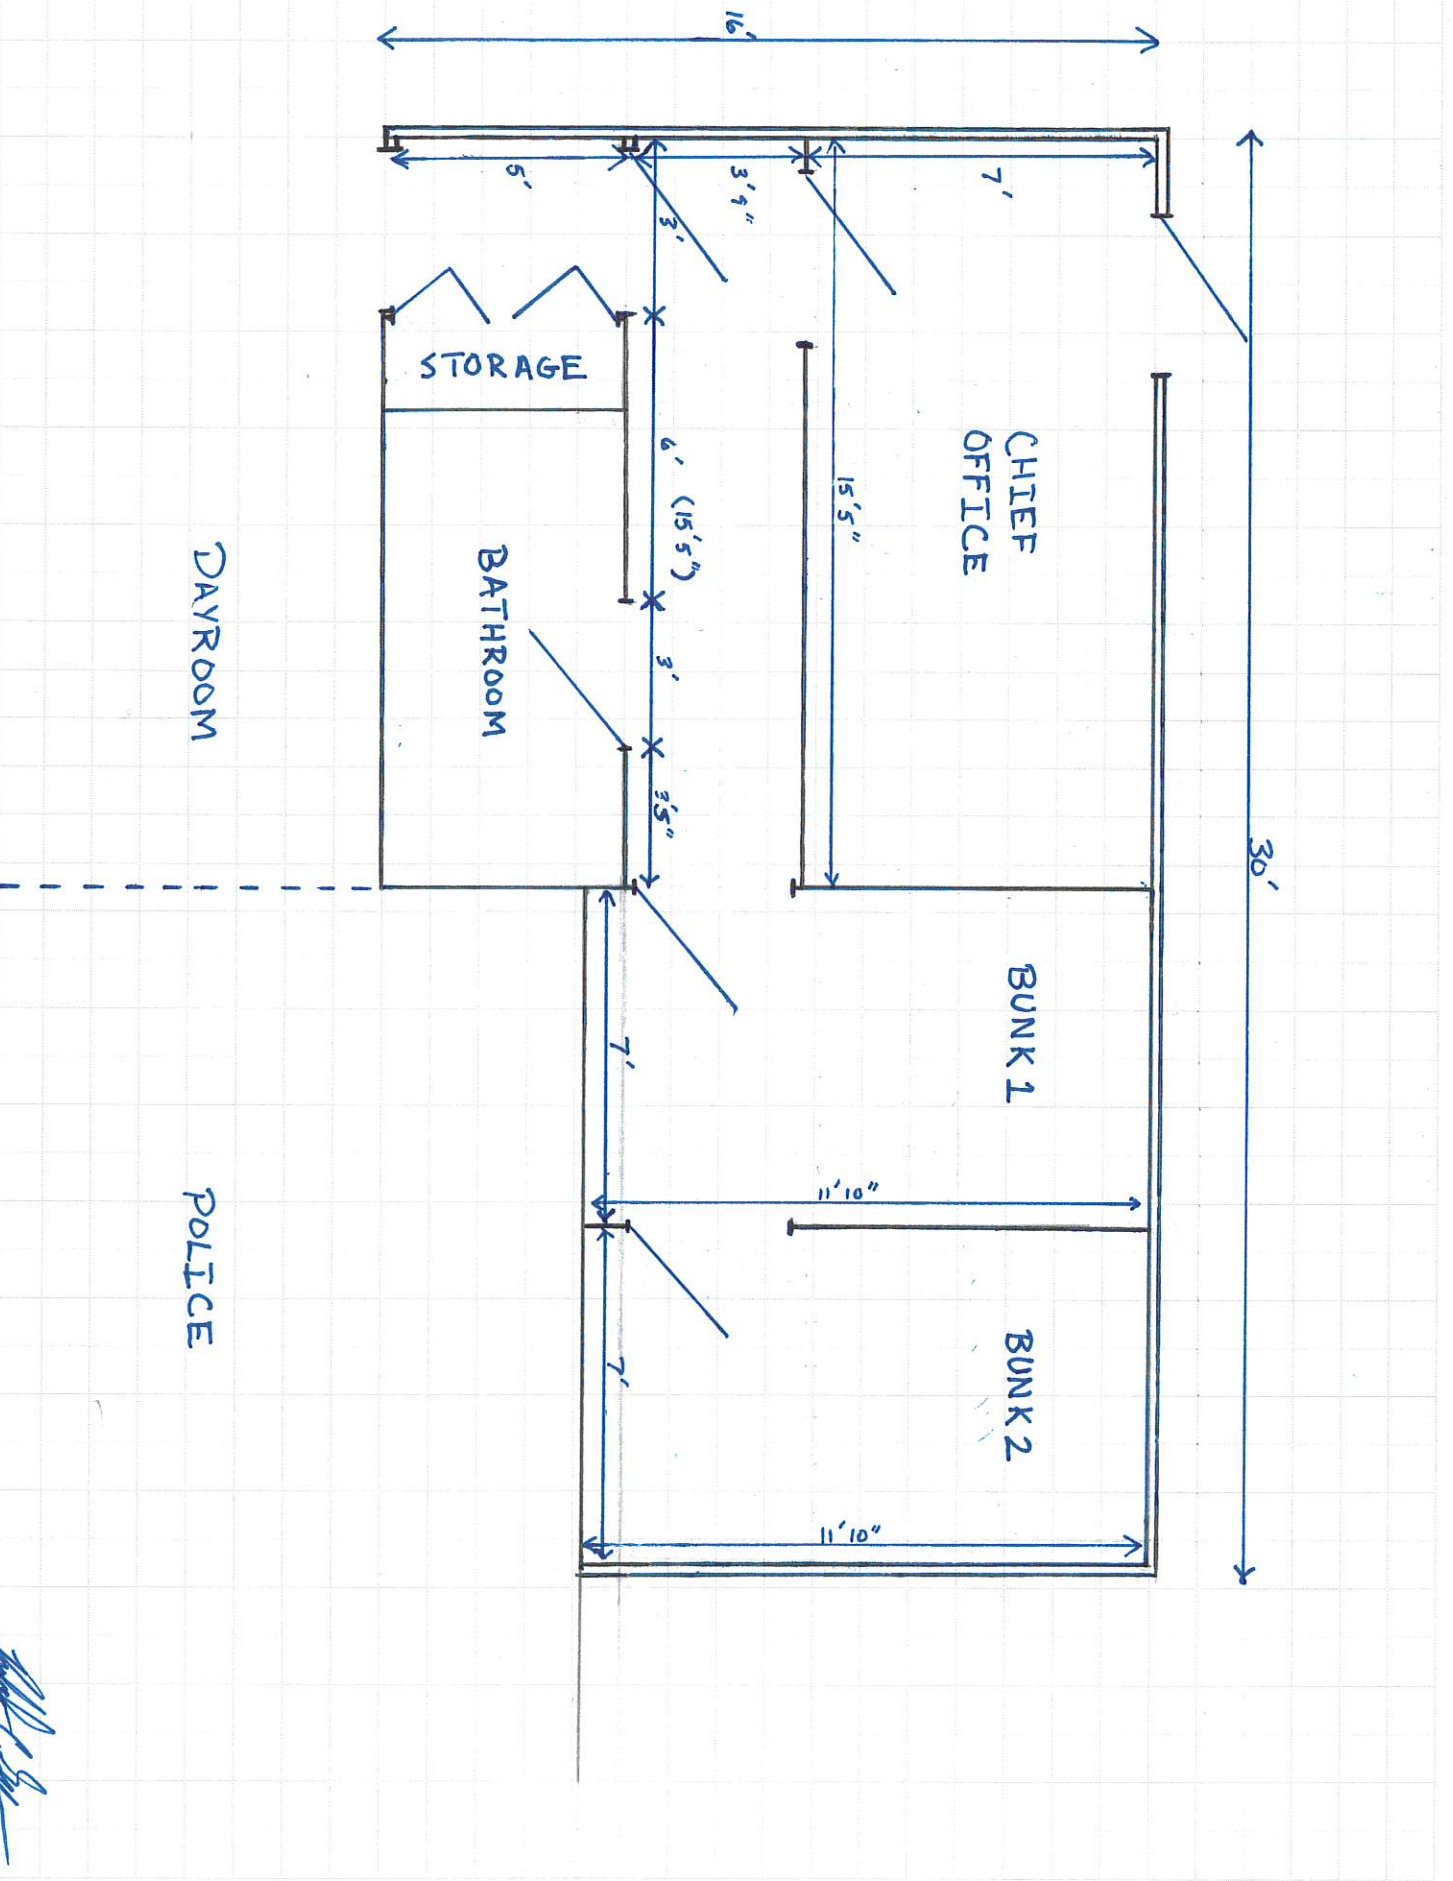 30'
16'
7'
3'9"
5'
3'
15'5"
6' (15'5")
3'
3'5"
CHIEF
OFFICE
STORAGE
BATHROOM
DAYROOM
BUNK 1
7'
11'10"
BUNK 2
7'
11'10"
POLICE